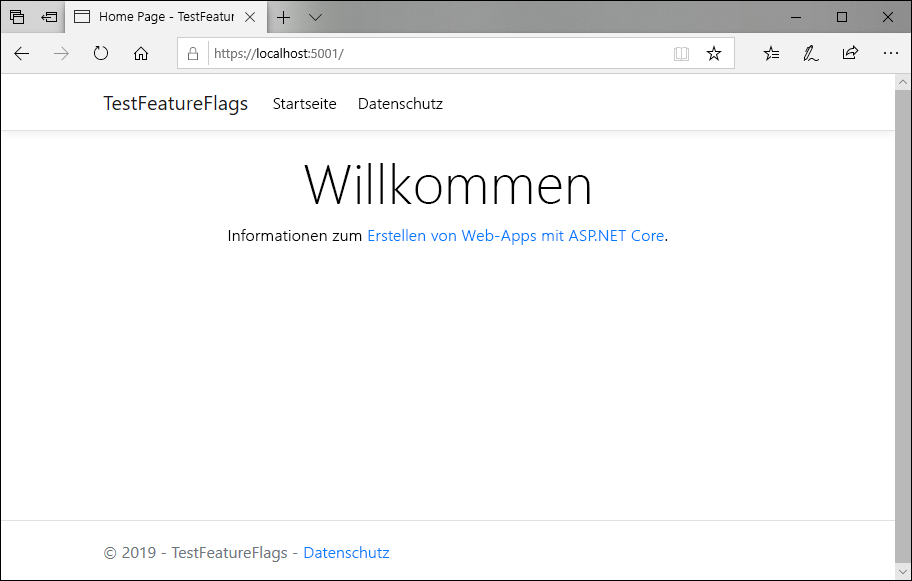 Home Page - TestFeatur
https://localhost:5001/
TestFeatureFlags Startseite Datenschutz
Willkommen
Informationen zum Erstellen von Web-Apps mit ASP.NET Core.
© 2019 - TestFeatureFlags - Datenschutz